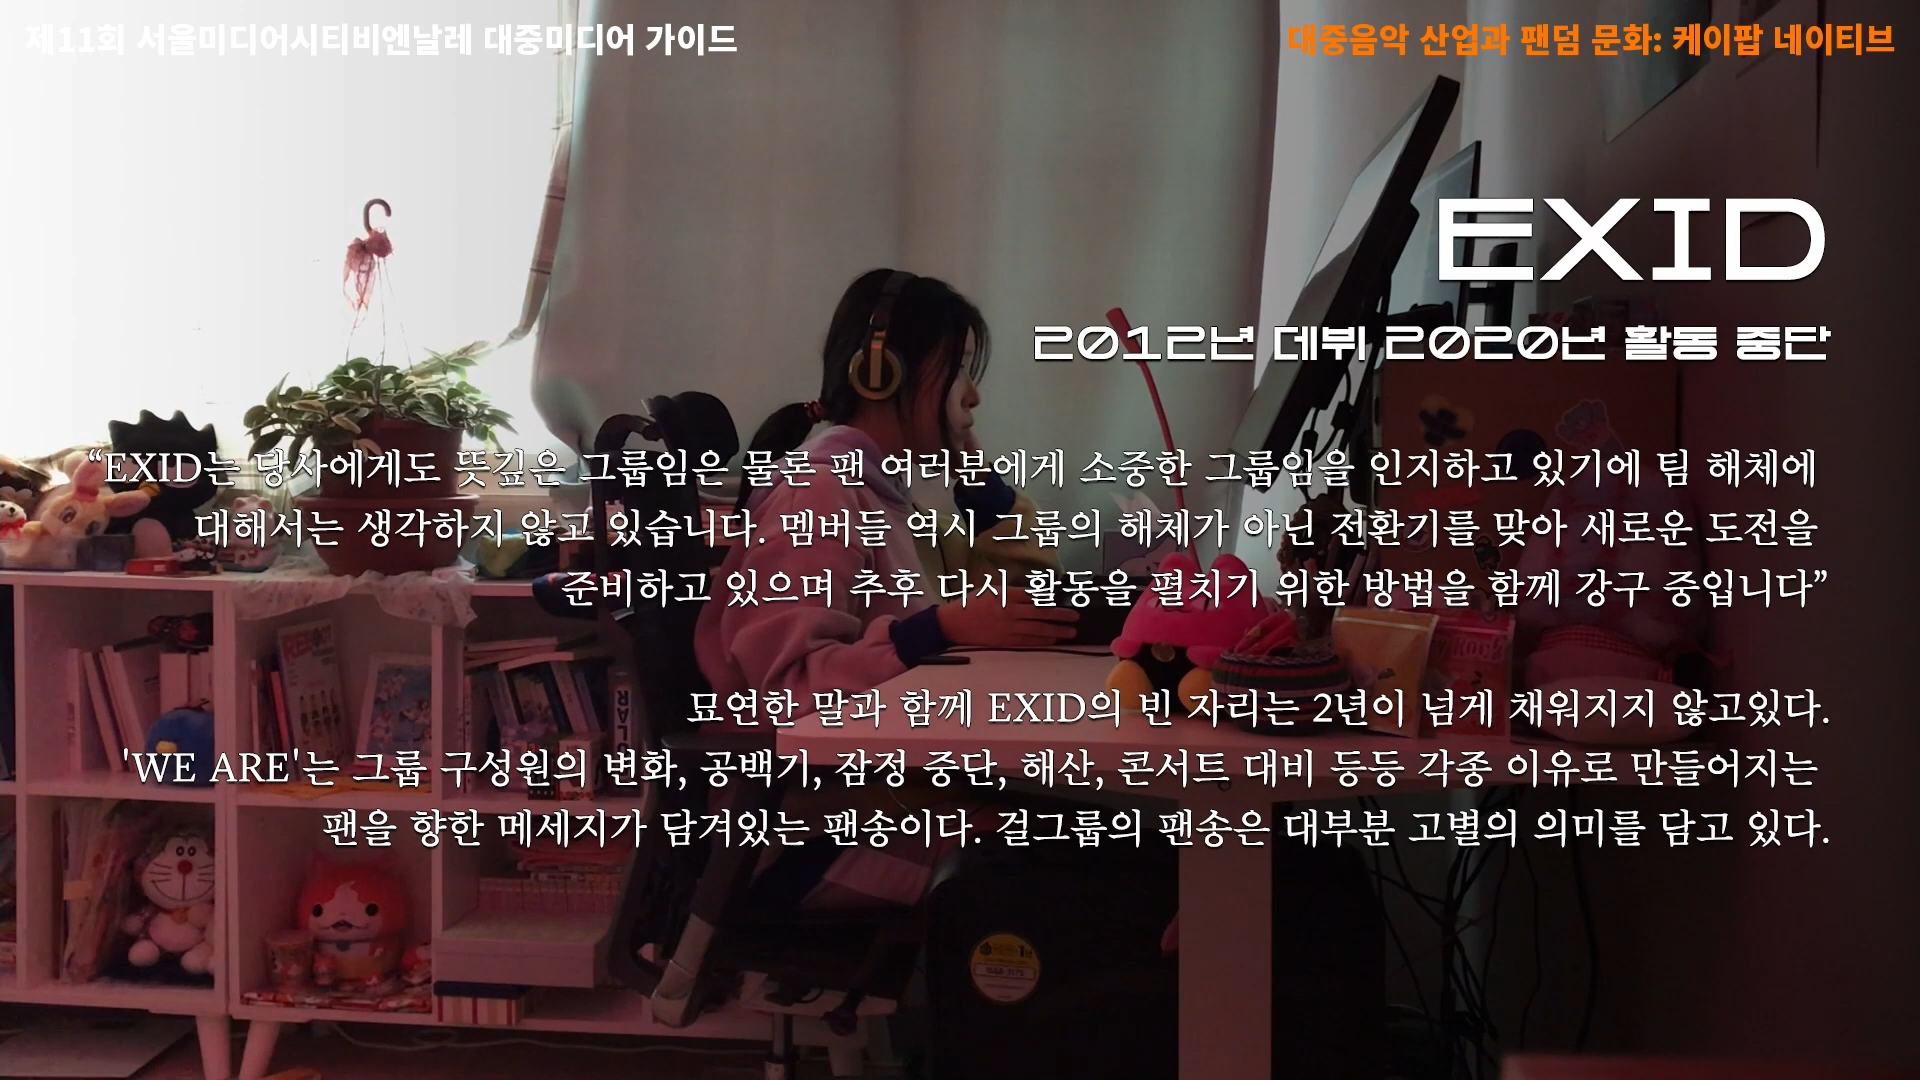 제11회 서울미디어시티비엔날레 대중미디어 가이드
대중음악 산업과 팬덤 문화: 케이팝 네이티브
EXID
2012년 데뷔 2020년 활동 중단
“EXID는 당사에게도 뜻깊은 그룹임은 물론 팬 여러분에게 소중한 그룹임을 인지하고 있기에 팀 해체에
대해서는 생각하지 않고 있습니다. 멤버들 역시 그룹의 해체가 아닌 전환기를 맞아 새로운 도전을
준비하고 있으며 추후 다시 활동을 펼치기 위한 방법을 함께 강구 중입니다”
묘연한 말과 함께 EXID의 빈 자리는 2년이 넘게 채워지지 않고있다.
'WE ARE'는 그룹 구성원의 변화, 공백기, 잠정 중단, 해산, 콘서트 대비 등등 각종 이유로 만들어지는
팬을 향한 메세지가 담겨있는 팬송이다. 걸그룹의 팬송은 대부분 고별의 의미를 담고 있다.